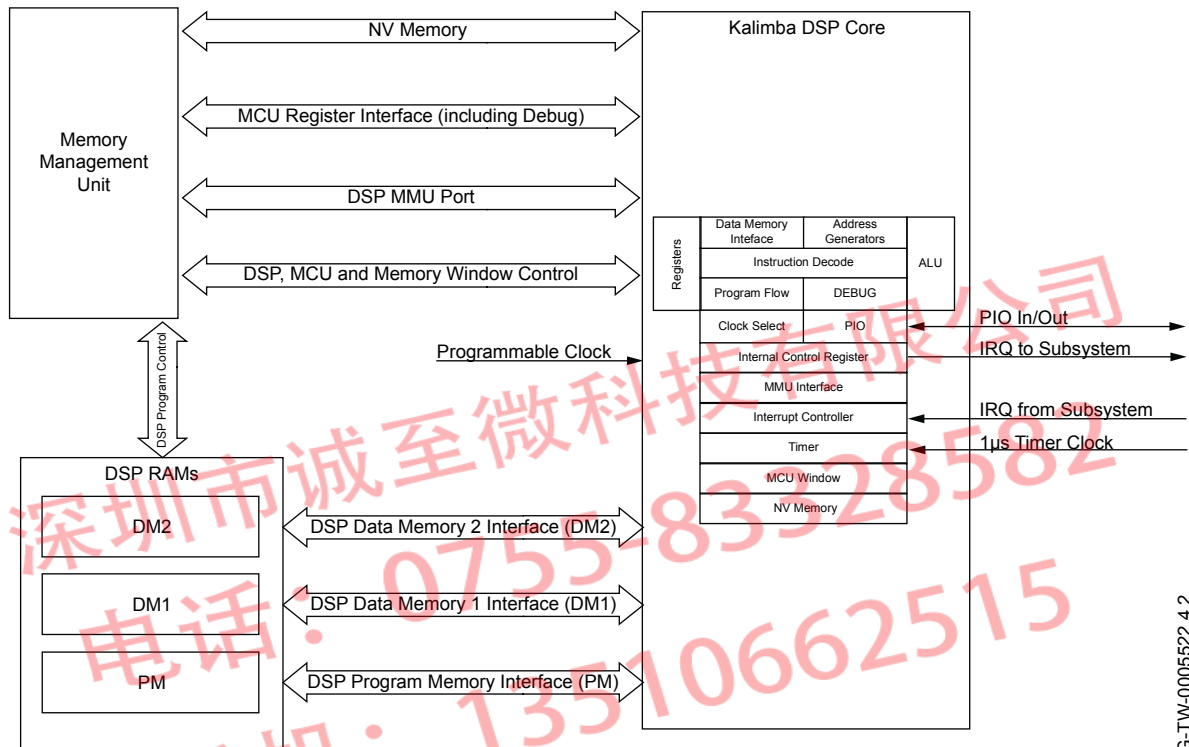 NV Memory
Kalimba DSP Core
MCU Register Interface (including Debug)
Memory
Management
Unit
DSP MMU Port
DSP, MCU and Memory Window Control
Registers
Data Memory
Inteface
Address
Generators
Instruction Decode
ALU
Program Flow
DEBUG
Clock Select
PIO
PIO In/Out
Programmable Clock
Internal Control Register
IRQ to Subsystem
MMU Interface
Interrupt Controller
IRQ from Subsystem
Timer
1µs Timer Clock
MCU Window
NV Memory
DSP Program Control
DSP RAMs
DM2
DSP Data Memory 2 Interface (DM2)
DM1
DSP Data Memory 1 Interface (DM1)
PM
DSP Program Memory Interface (PM)
G-TW-0005522.4.2
深圳市诚至微科技有限公司
电话：0755-83328582
13510662515